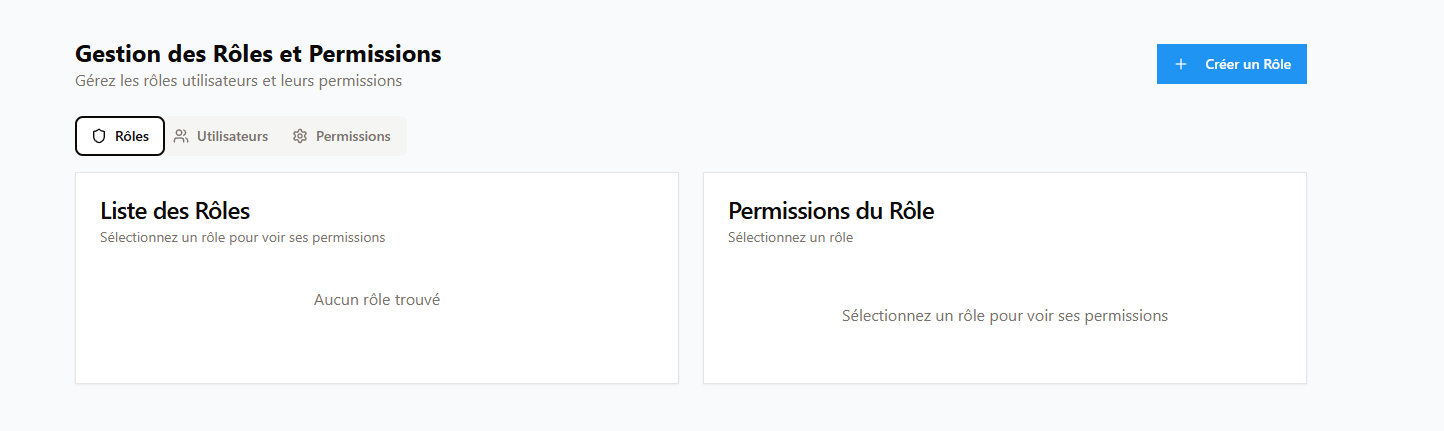 Gestion des Rôles et Permissions
Gérez les rôles utilisateurs et leurs permissions
Créer un Rôle
Rôles
Utilisateurs
Permissions
Liste des Rôles
Sélectionnez un rôle pour voir ses permissions
Aucun rôle trouvé
Permissions du Rôle
Sélectionnez un rôle
Sélectionnez un rôle pour voir ses permissions